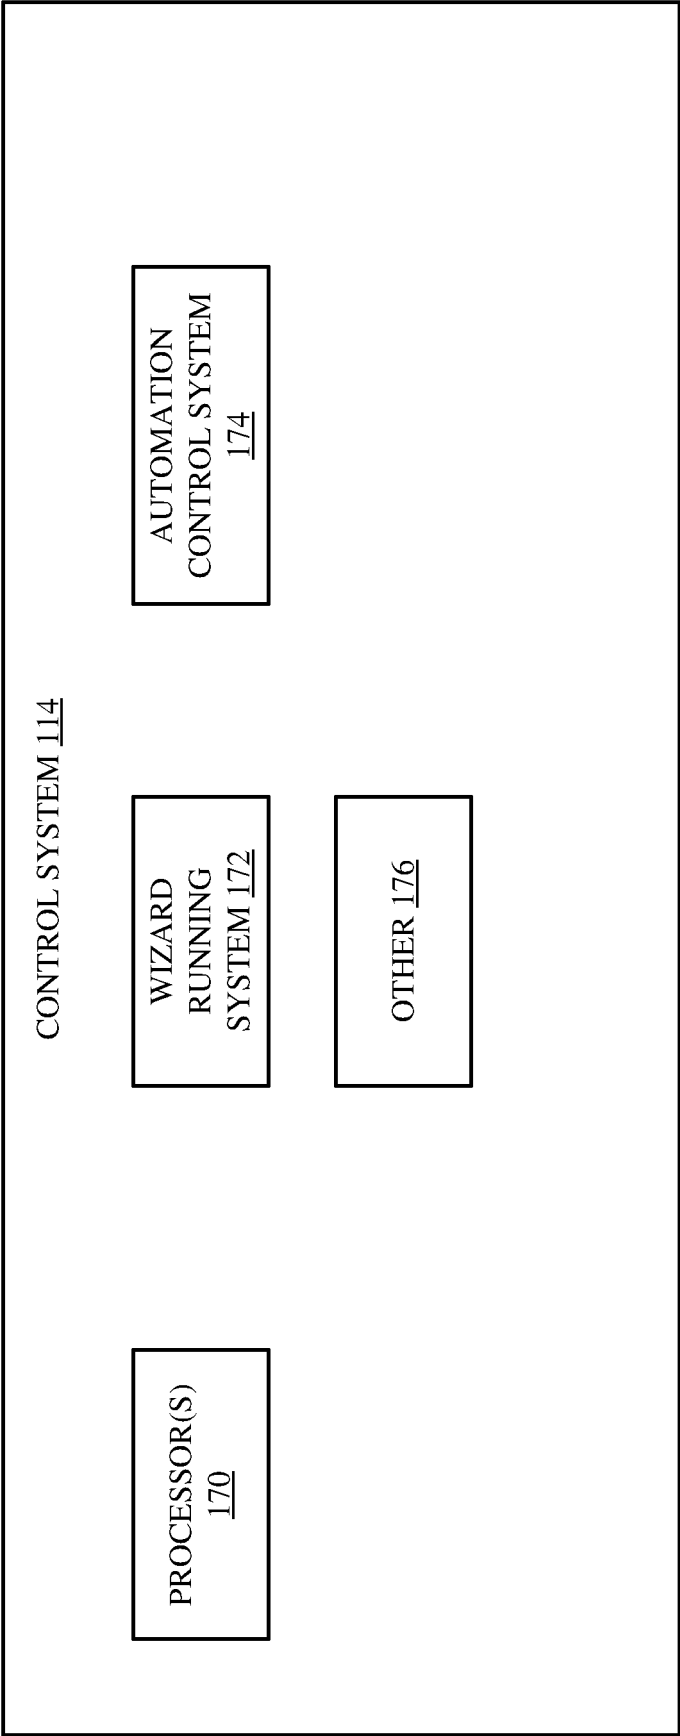 CONTROL SYSTEM 114
PROCESSOR(S)
170
WIZARD
RUNNING
SYSTEM 172
AUTOMATION
CONTROL SYSTEM
174
OTHER 176